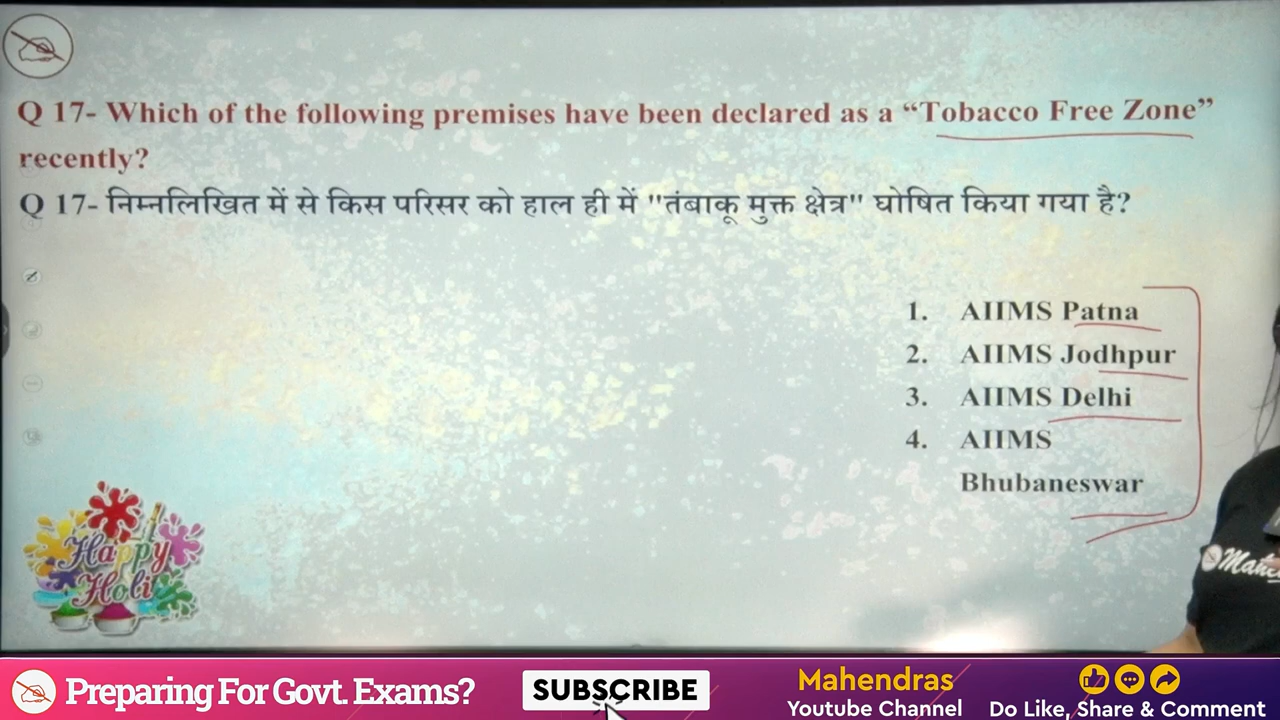 Q 17- Which of the following premises have been declared as a “Tobacco Free Zone”
recently?
Q 17- निम्नलिखित में से किस परिसर को हाल ही में "तंबाकू मुक्त क्षेत्र" घोषित किया गया है?
1. AIIMS Patna
2. AIIMS Jodhpur
3. AIIMS Delhi
4. AIIMS
Bhubaneswar
Happy
Holi
Preparing For Govt. Exams?
SUBSCRIBE
Mahendras
Youtube Channel
Do Like, Share & Comment